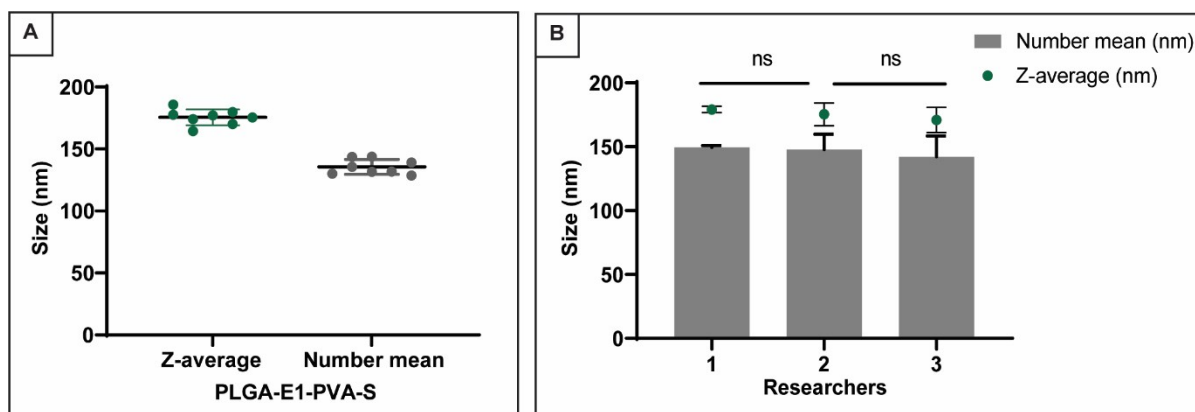 A
Size (nm)
200
150
100
50
0
Z-average Number mean
PLGA-E1-PVA-S
B
Number mean (nm)
Z-average (nm)
ns ns
Size (nm)
200
150
100
50
0
1 2 3
Researchers